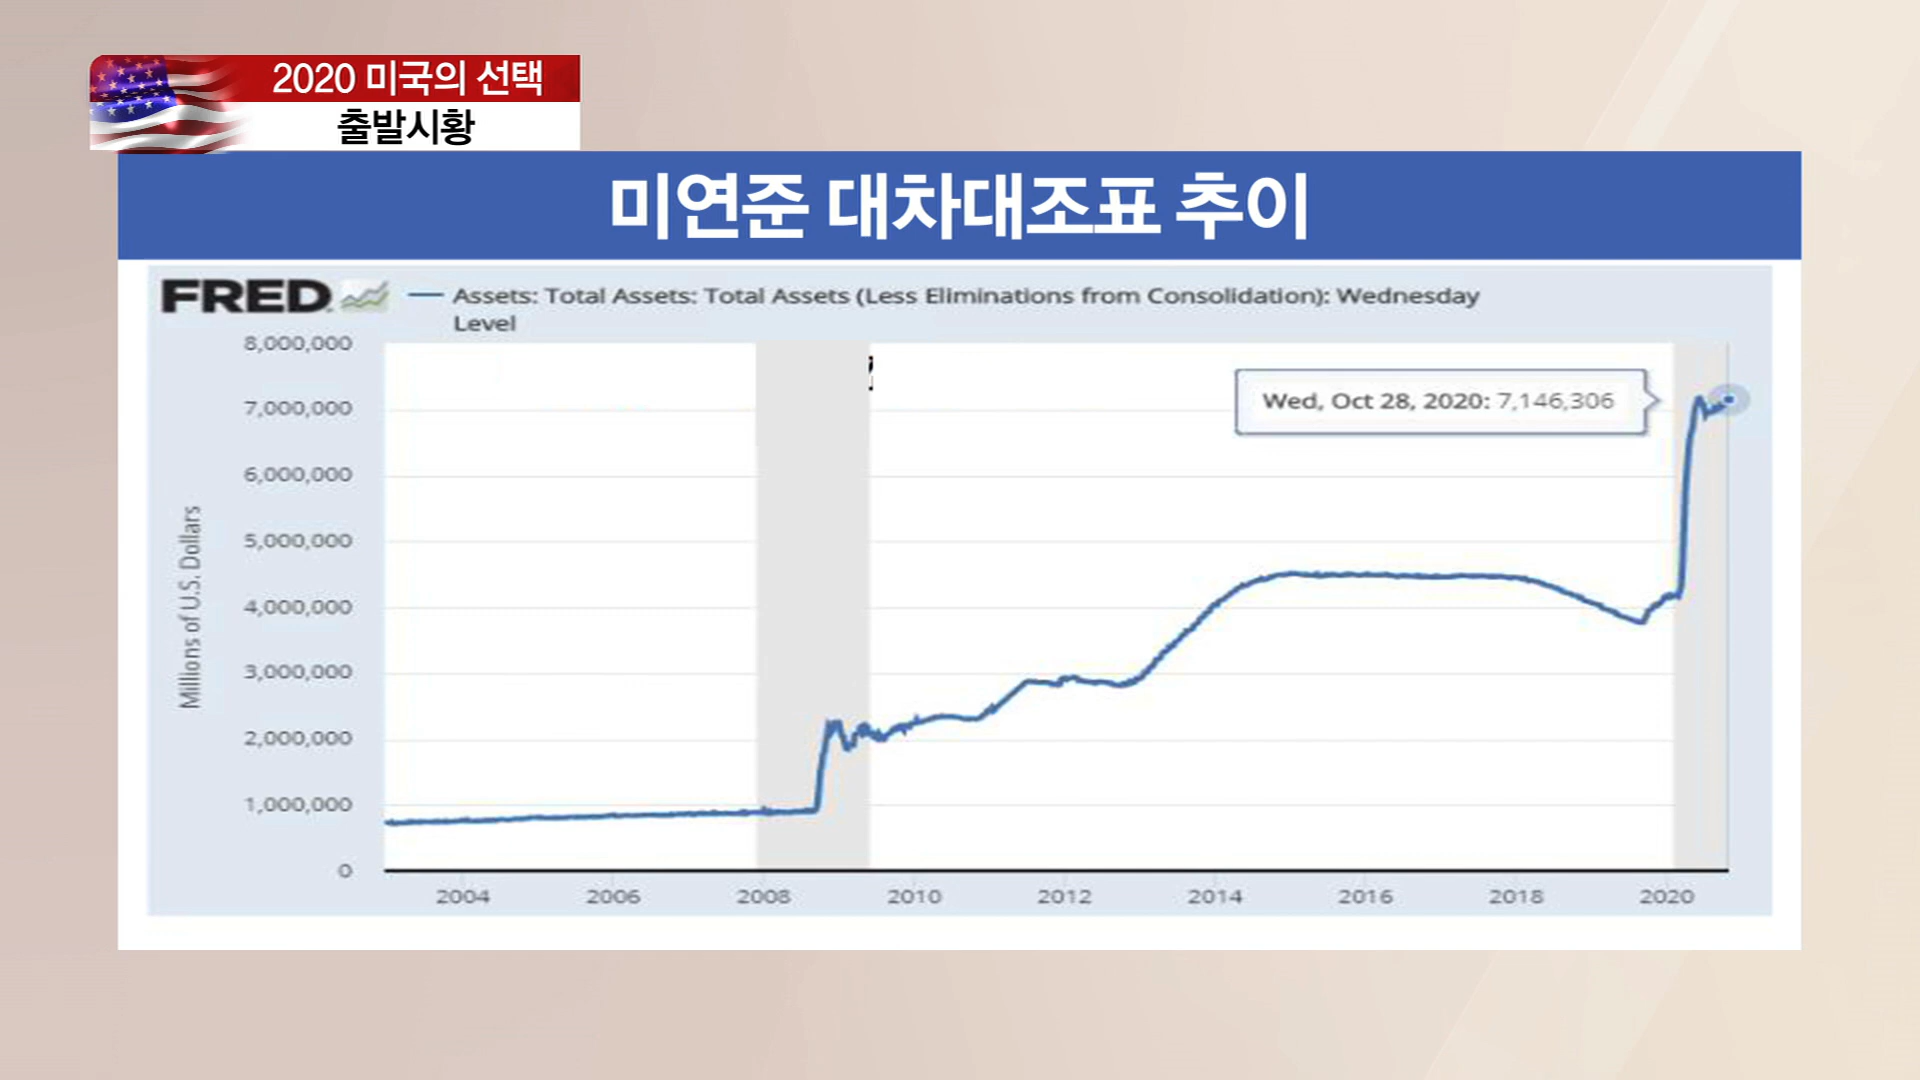 2020 미국의 선택
출발시황
미연준 대차대조표 추이
FRED
Assets: Total Assets: Total Assets (Less Eliminations from Consolidation): Wednesday
Level
8,000,000
7,000,000
6,000,000
5,000,000
4,000,000
3,000,000
2,000,000
1,000,000
0
Millions of U.S. Dollars
Wed, Oct 28, 2020: 7,146,306
2004 2006 2008 2010 2012 2014 2016 2018 2020